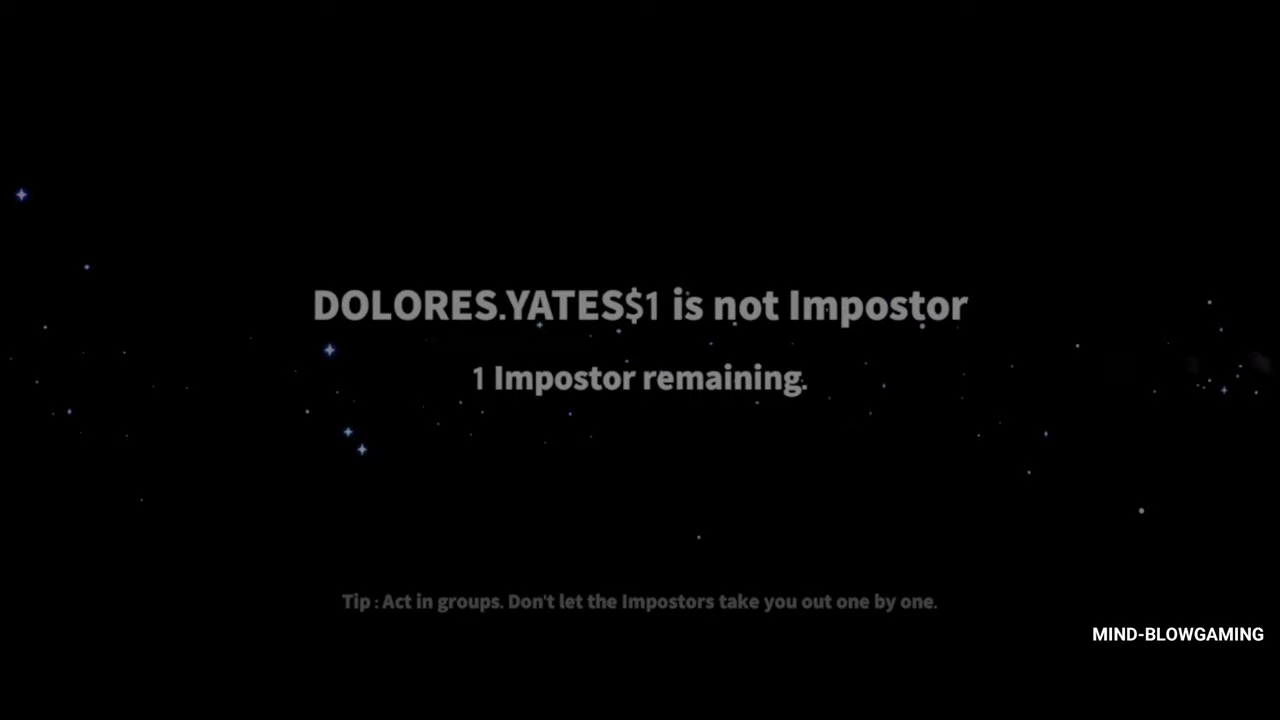 DOLORES.YATES$1 is not Impostor
1 Impostor remaining.
Tip : Act in groups. Don't let the Impostors take you out one by one.
MIND-BLOWGAMING